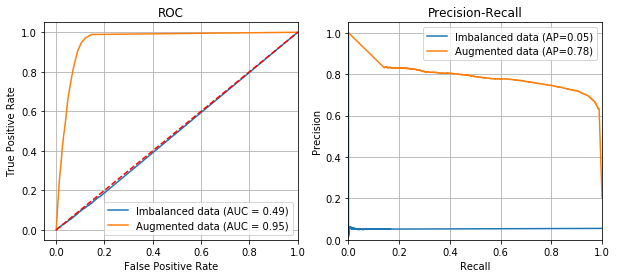 ROC
True Positive Rate
1.0
0.8
0.6
0.4
0.2
0.0
Imbalanced data (AUC = 0.49)
Augmented data (AUC = 0.95)
0.0 0.2 0.4 0.6 0.8 1.0
False Positive Rate
Precision-Recall
Precision
1.0
0.8
0.6
0.4
0.2
0.0
Imbalanced data (AP=0.05)
Augmented data (AP=0.78)
0.0 0.2 0.4 0.6 0.8 1.0
Recall